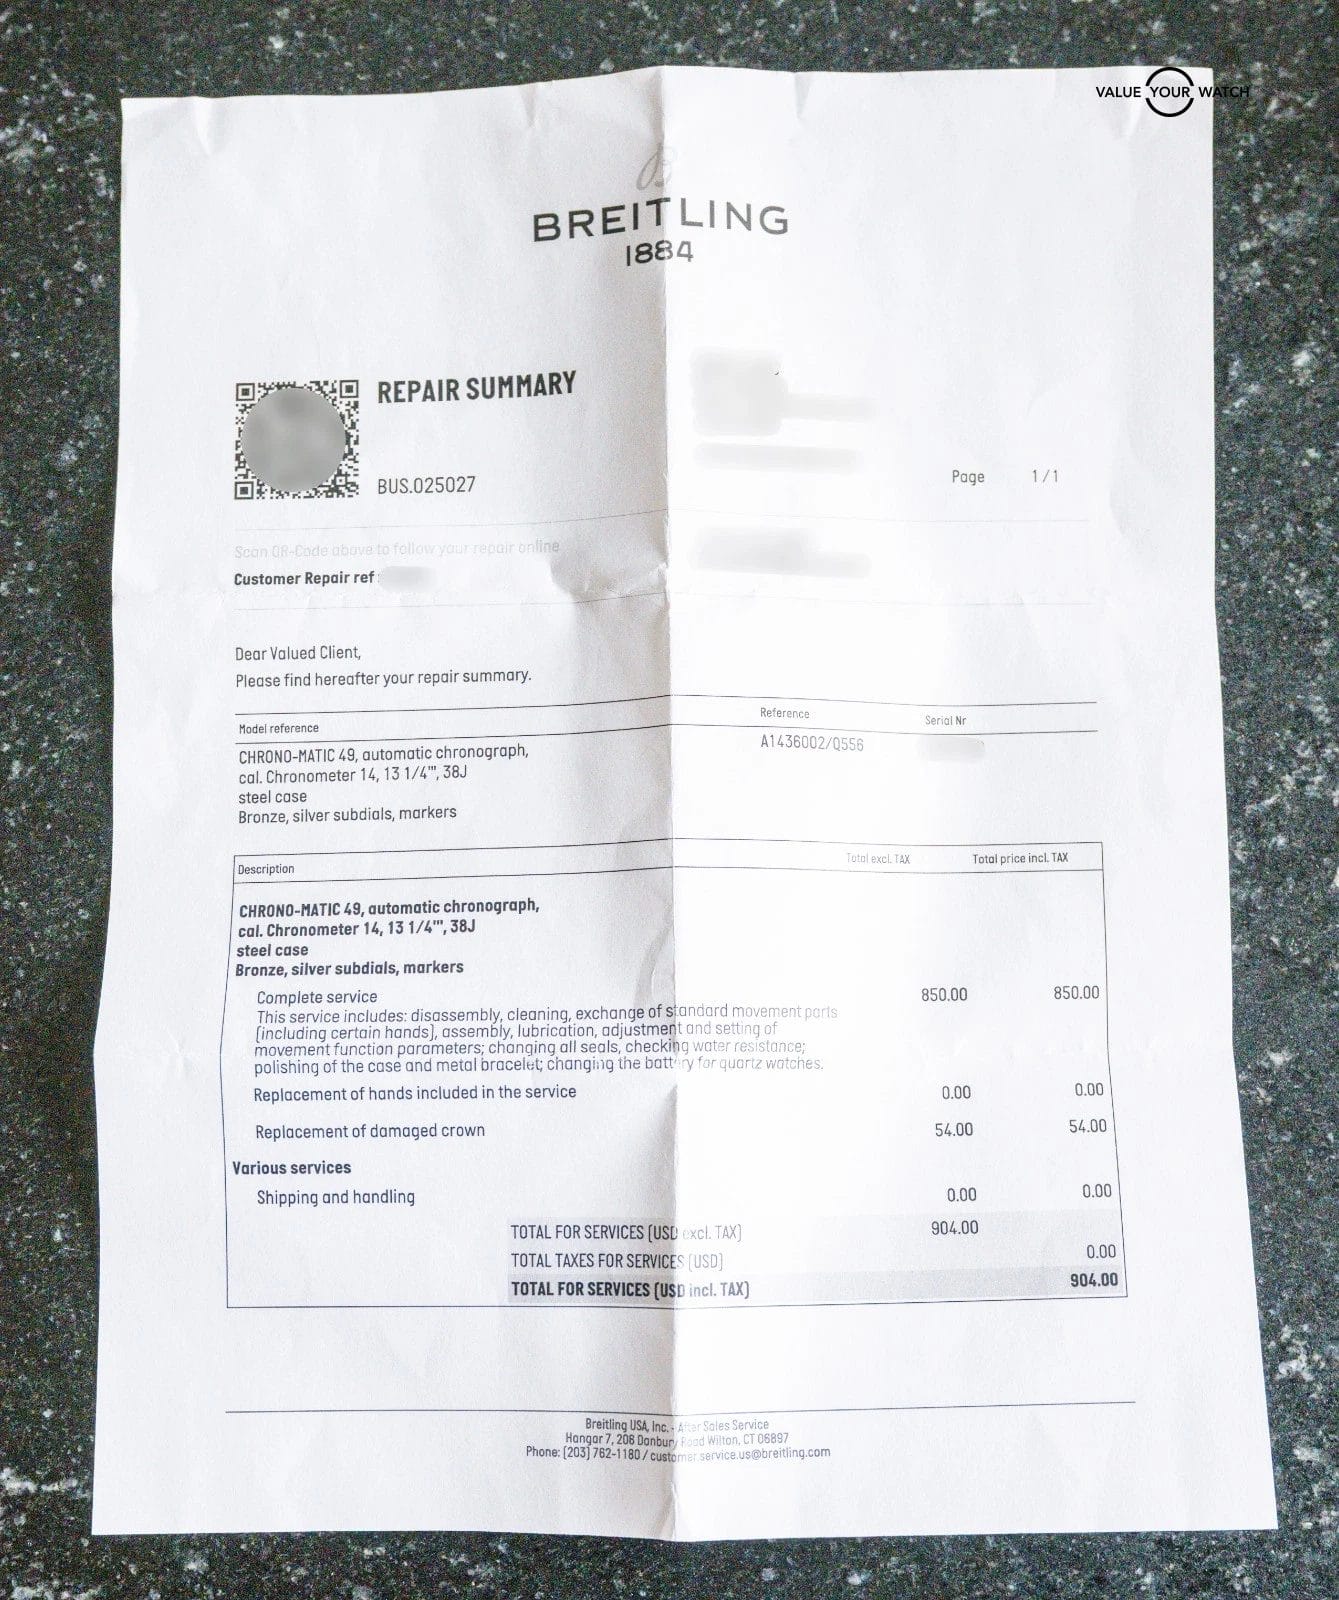 VALUE YOUR WATCH
B
BREITLING
1884
REPAIR SUMMARY
BUS.025027
Page 1 / 1
Scan QR-Code above to follow your repair online
Customer Repair ref :
Dear Valued Client,
Please find hereafter your repair summary.
Model reference Reference Serial Nr
CHRONO-MATIC 49, automatic chronograph, A1436002/Q556
cal. Chronometer 14, 13 1/4''', 38J
steel case
Bronze, silver subdials, markers
Description Total excl. TAX Total price incl. TAX
CHRONO-MATIC 49, automatic chronograph,
cal. Chronometer 14, 13 1/4''', 38J
steel case
Bronze, silver subdials, markers
Complete service 850.00 850.00
This service includes: disassembly, cleaning, exchange of standard movement parts
(including certain hands), assembly, lubrication, adjustment and setting of
movement function parameters; changing all seals, checking water resistance;
polishing of the case and metal bracelet; changing the battery for quartz watches.
Replacement of hands included in the service 0.00 0.00
Replacement of damaged crown 54.00 54.00
Various services
Shipping and handling 0.00 0.00
TOTAL FOR SERVICES (USD excl. TAX) 904.00
TOTAL TAXES FOR SERVICES (USD) 0.00
TOTAL FOR SERVICES (USD incl. TAX) 904.00
Breitling USA, Inc. - After Sales Service
Hangar 7, 206 Danbury Road Wilton, CT 06897
Phone: (203) 762-1180 / customer.service.us@breitling.com